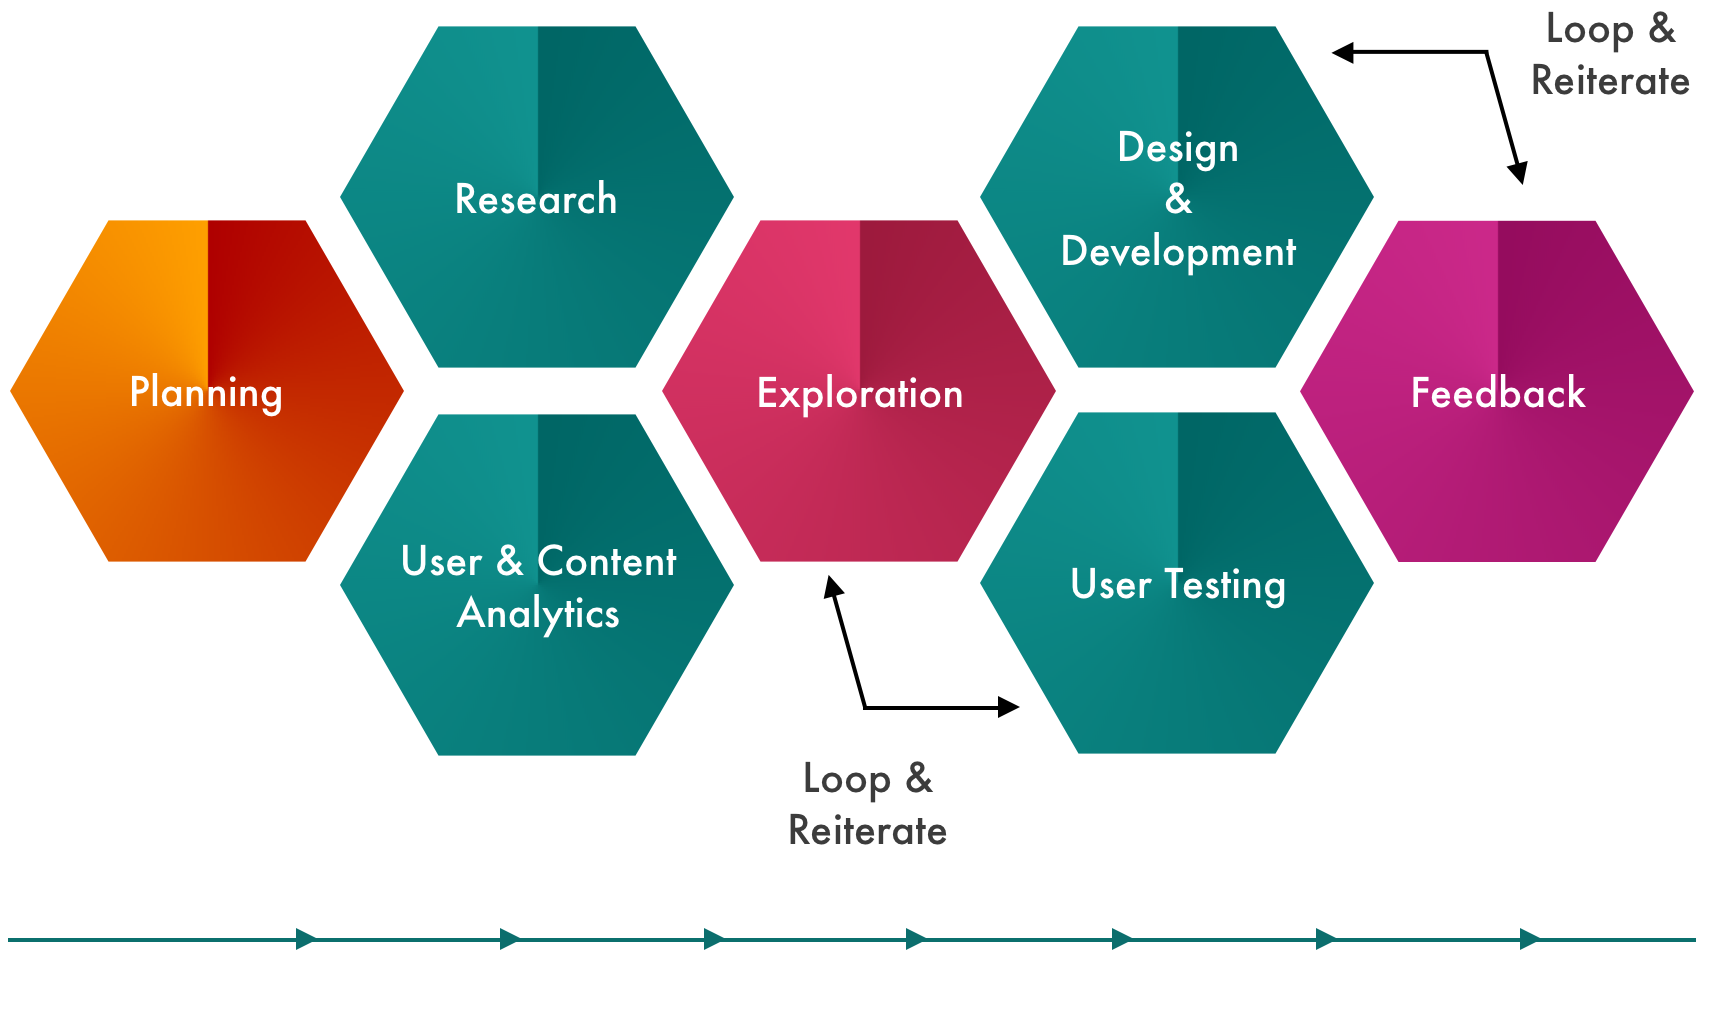 Loop &
Reiterate
Research
Design
&
Development
Planning
Exploration
Feedback
User & Content
Analytics
User Testing
Loop &
Reiterate